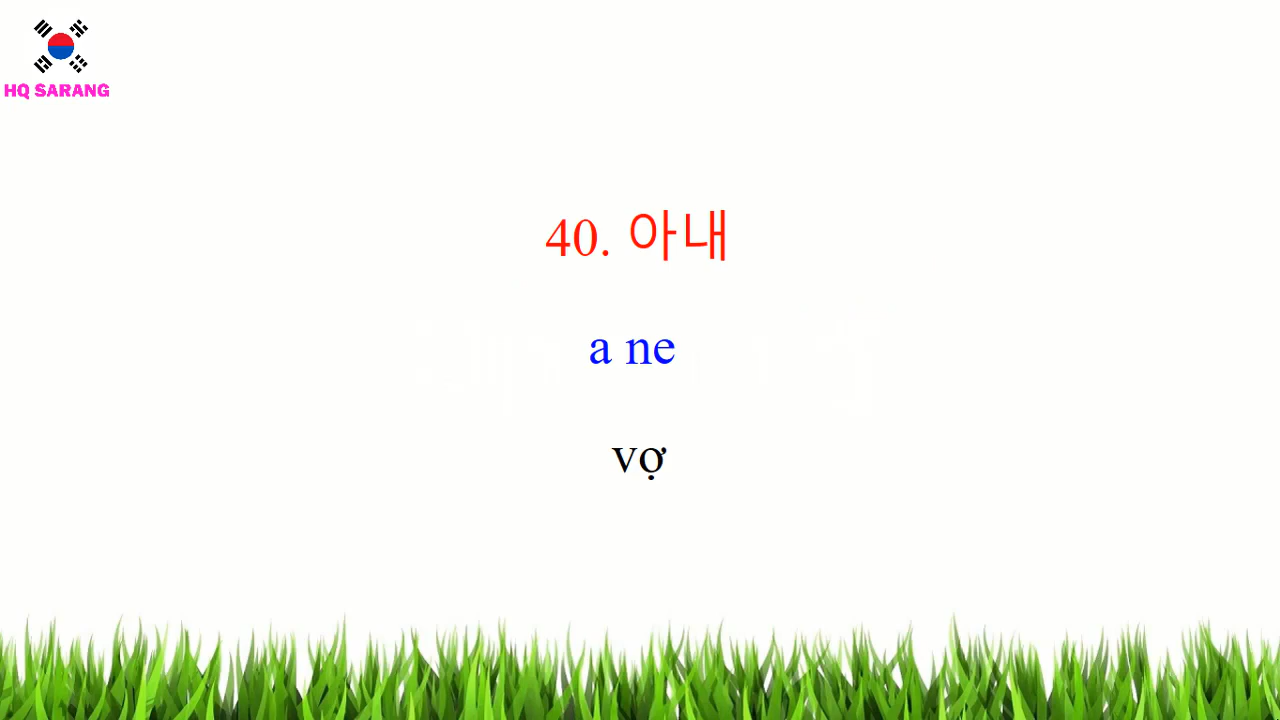 HQ SARANG
40. 아내
a ne
vợ